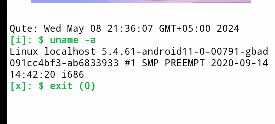 Qute: Wed May 08 21:36:07 GMT+05:00 2024
[i]: $ uname -a
Linux localhost 5.4.61-android11-0-00791-gbad
091cc4bf3-ab6833933 #1 SMP PREEMPT 2020-09-14
14:42:20 i686
[x]: $ exit (0)